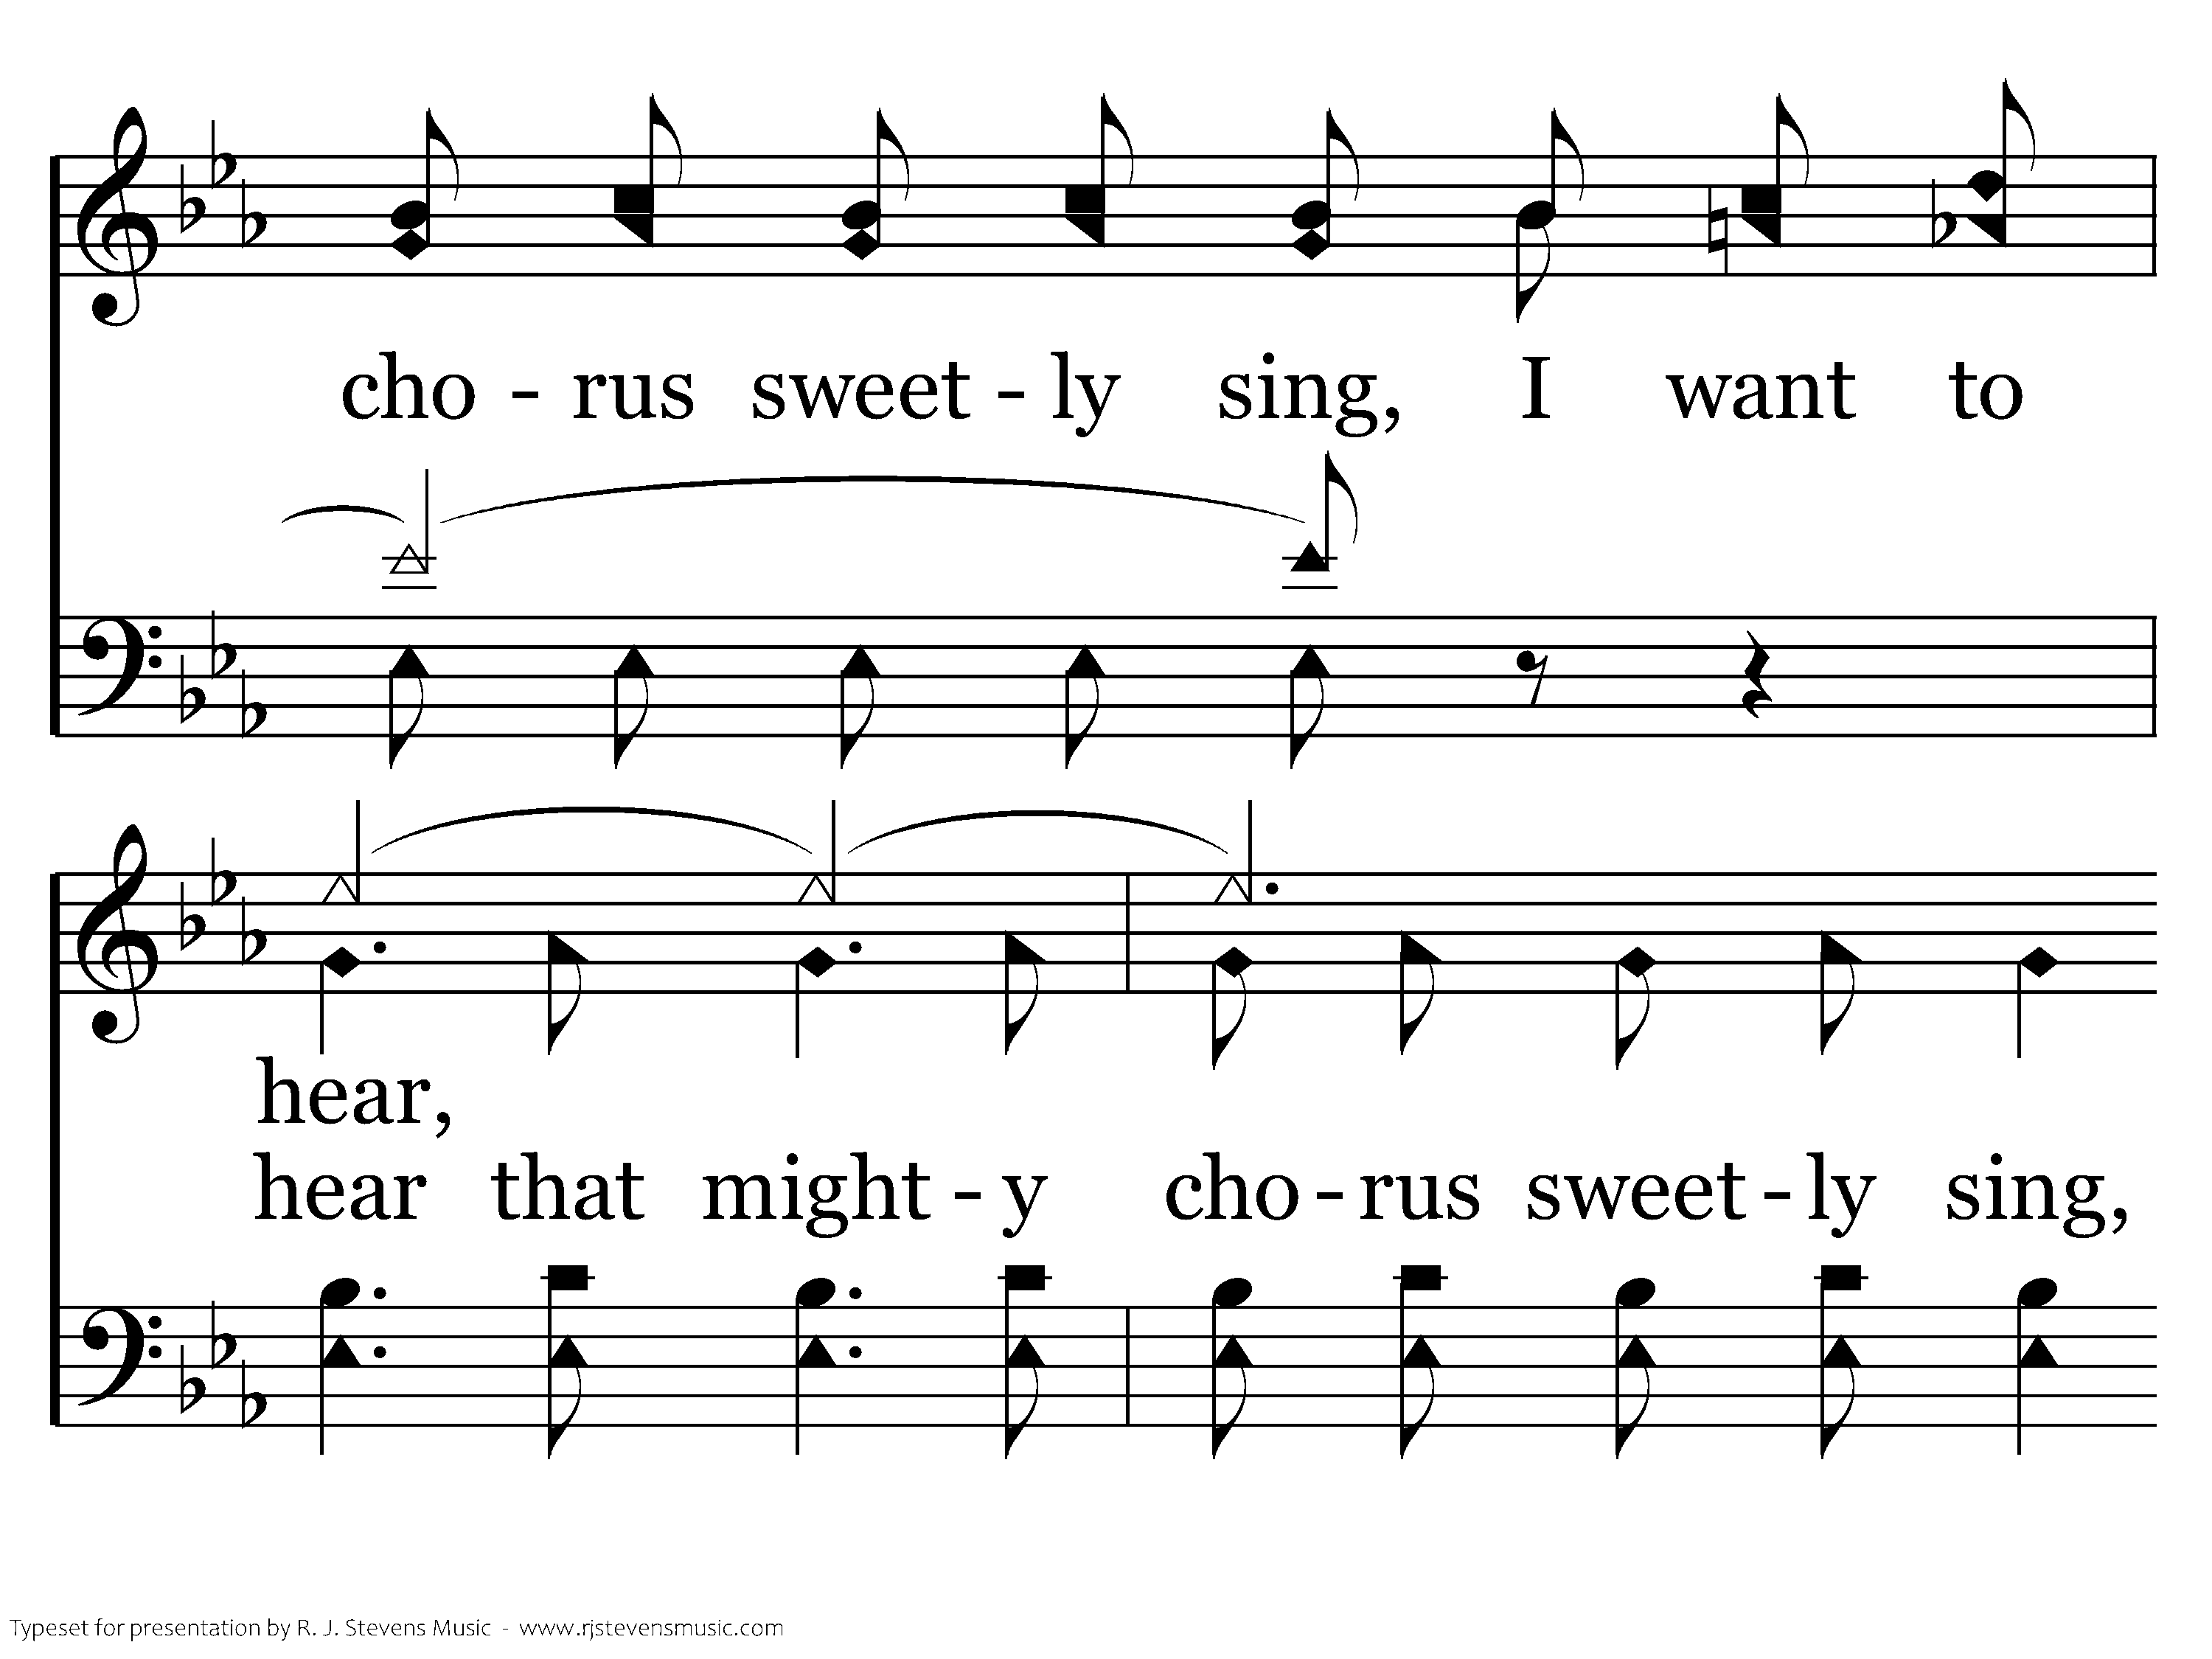 cho - rus sweet - ly sing, I want to
hear,
hear that might - y cho - rus sweet - ly sing,
Typeset for presentation by R. J. Stevens Music - www.rjstevensmusic.com